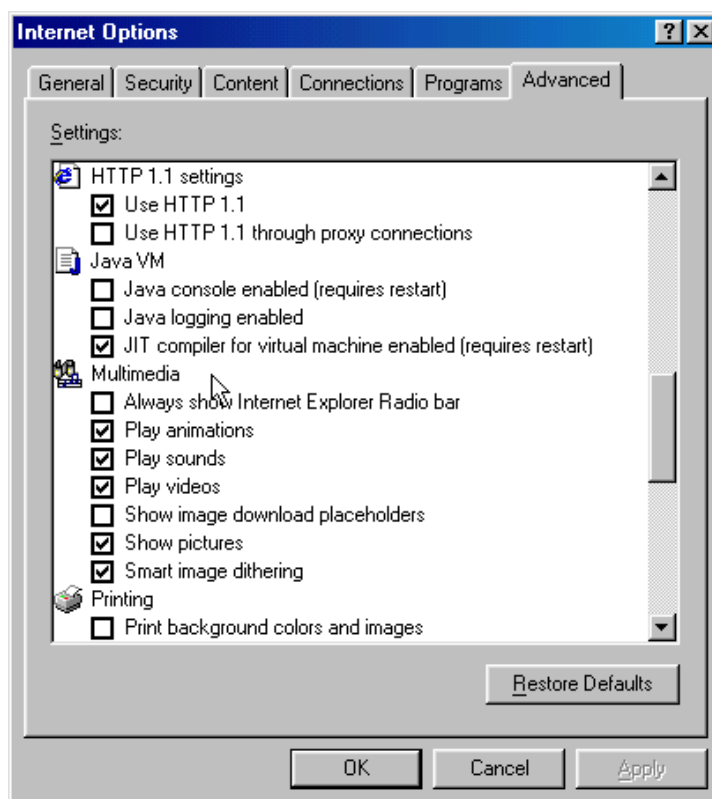 Internet Options
General Security Content Connections Programs Advanced
Settings:
HTTP 1.1 settings
Use HTTP 1.1
Use HTTP 1.1 through proxy connections
Java VM
Java console enabled (requires restart)
Java logging enabled
JIT compiler for virtual machine enabled (requires restart)
Multimedia
Always show Internet Explorer Radio bar
Play animations
Play sounds
Play videos
Show image download placeholders
Show pictures
Smart image dithering
Printing
Print background colors and images
Restore Defaults
OK Cancel Apply